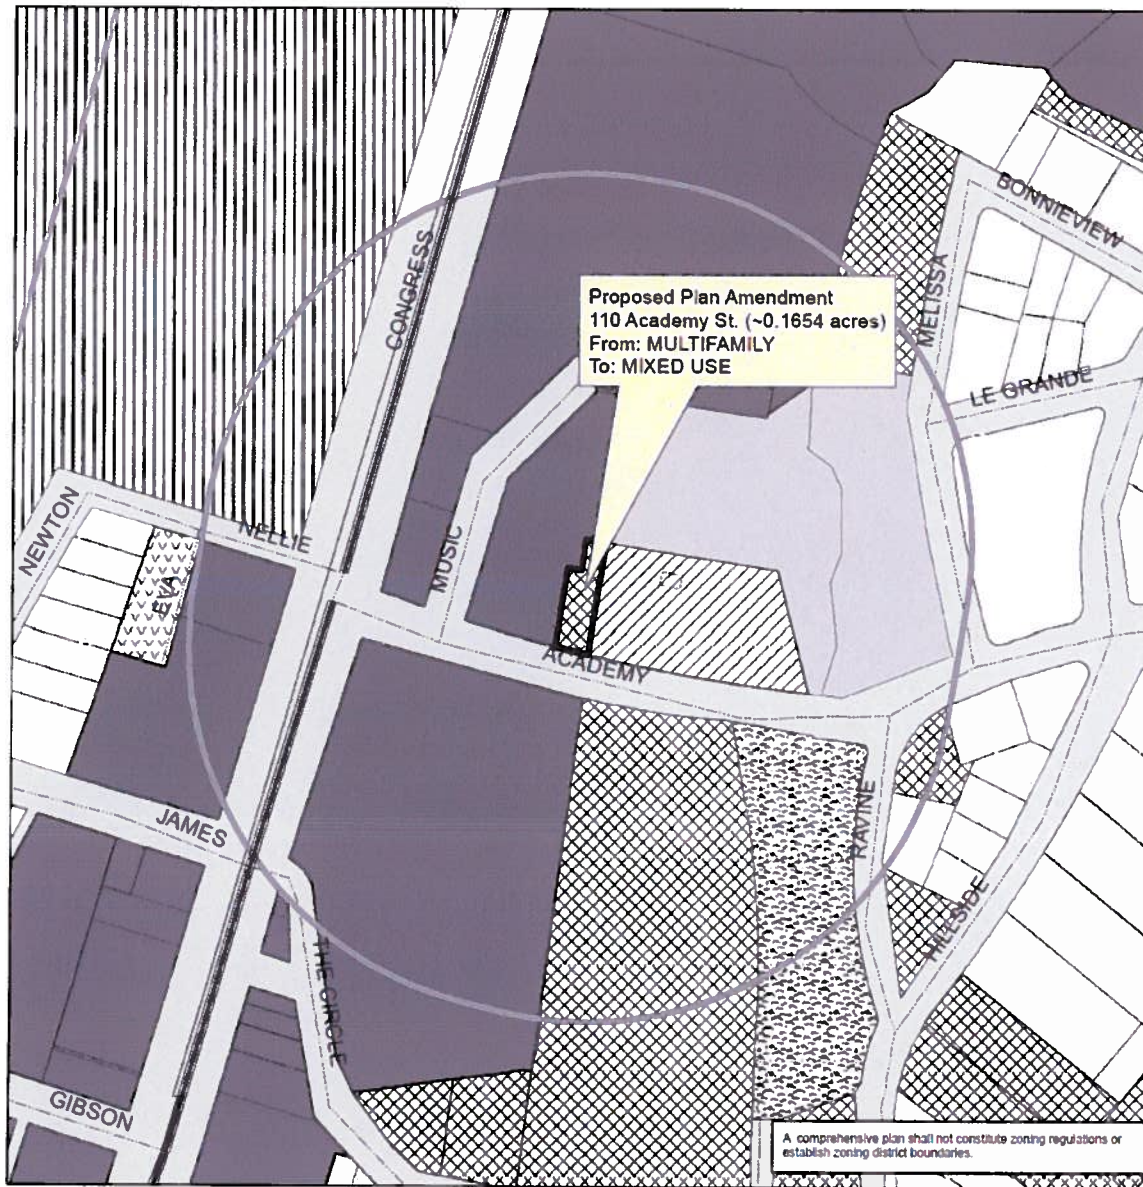 BONNIEVIEW
CONGRESS
MELISSA
Proposed Plan Amendment
110 Academy St. (~0.1654 acres)
From: MULTIFAMILY
To: MIXED USE
LE GRANDE
NEWTON
NELLIE
MUSIC
EVA
ACADEMY
RAVINE
JAMES
HILLSIDE
THE CIRCLE
GIBSON
A comprehensive plan shall not constitute zoning regulations or
establish zoning district boundaries.